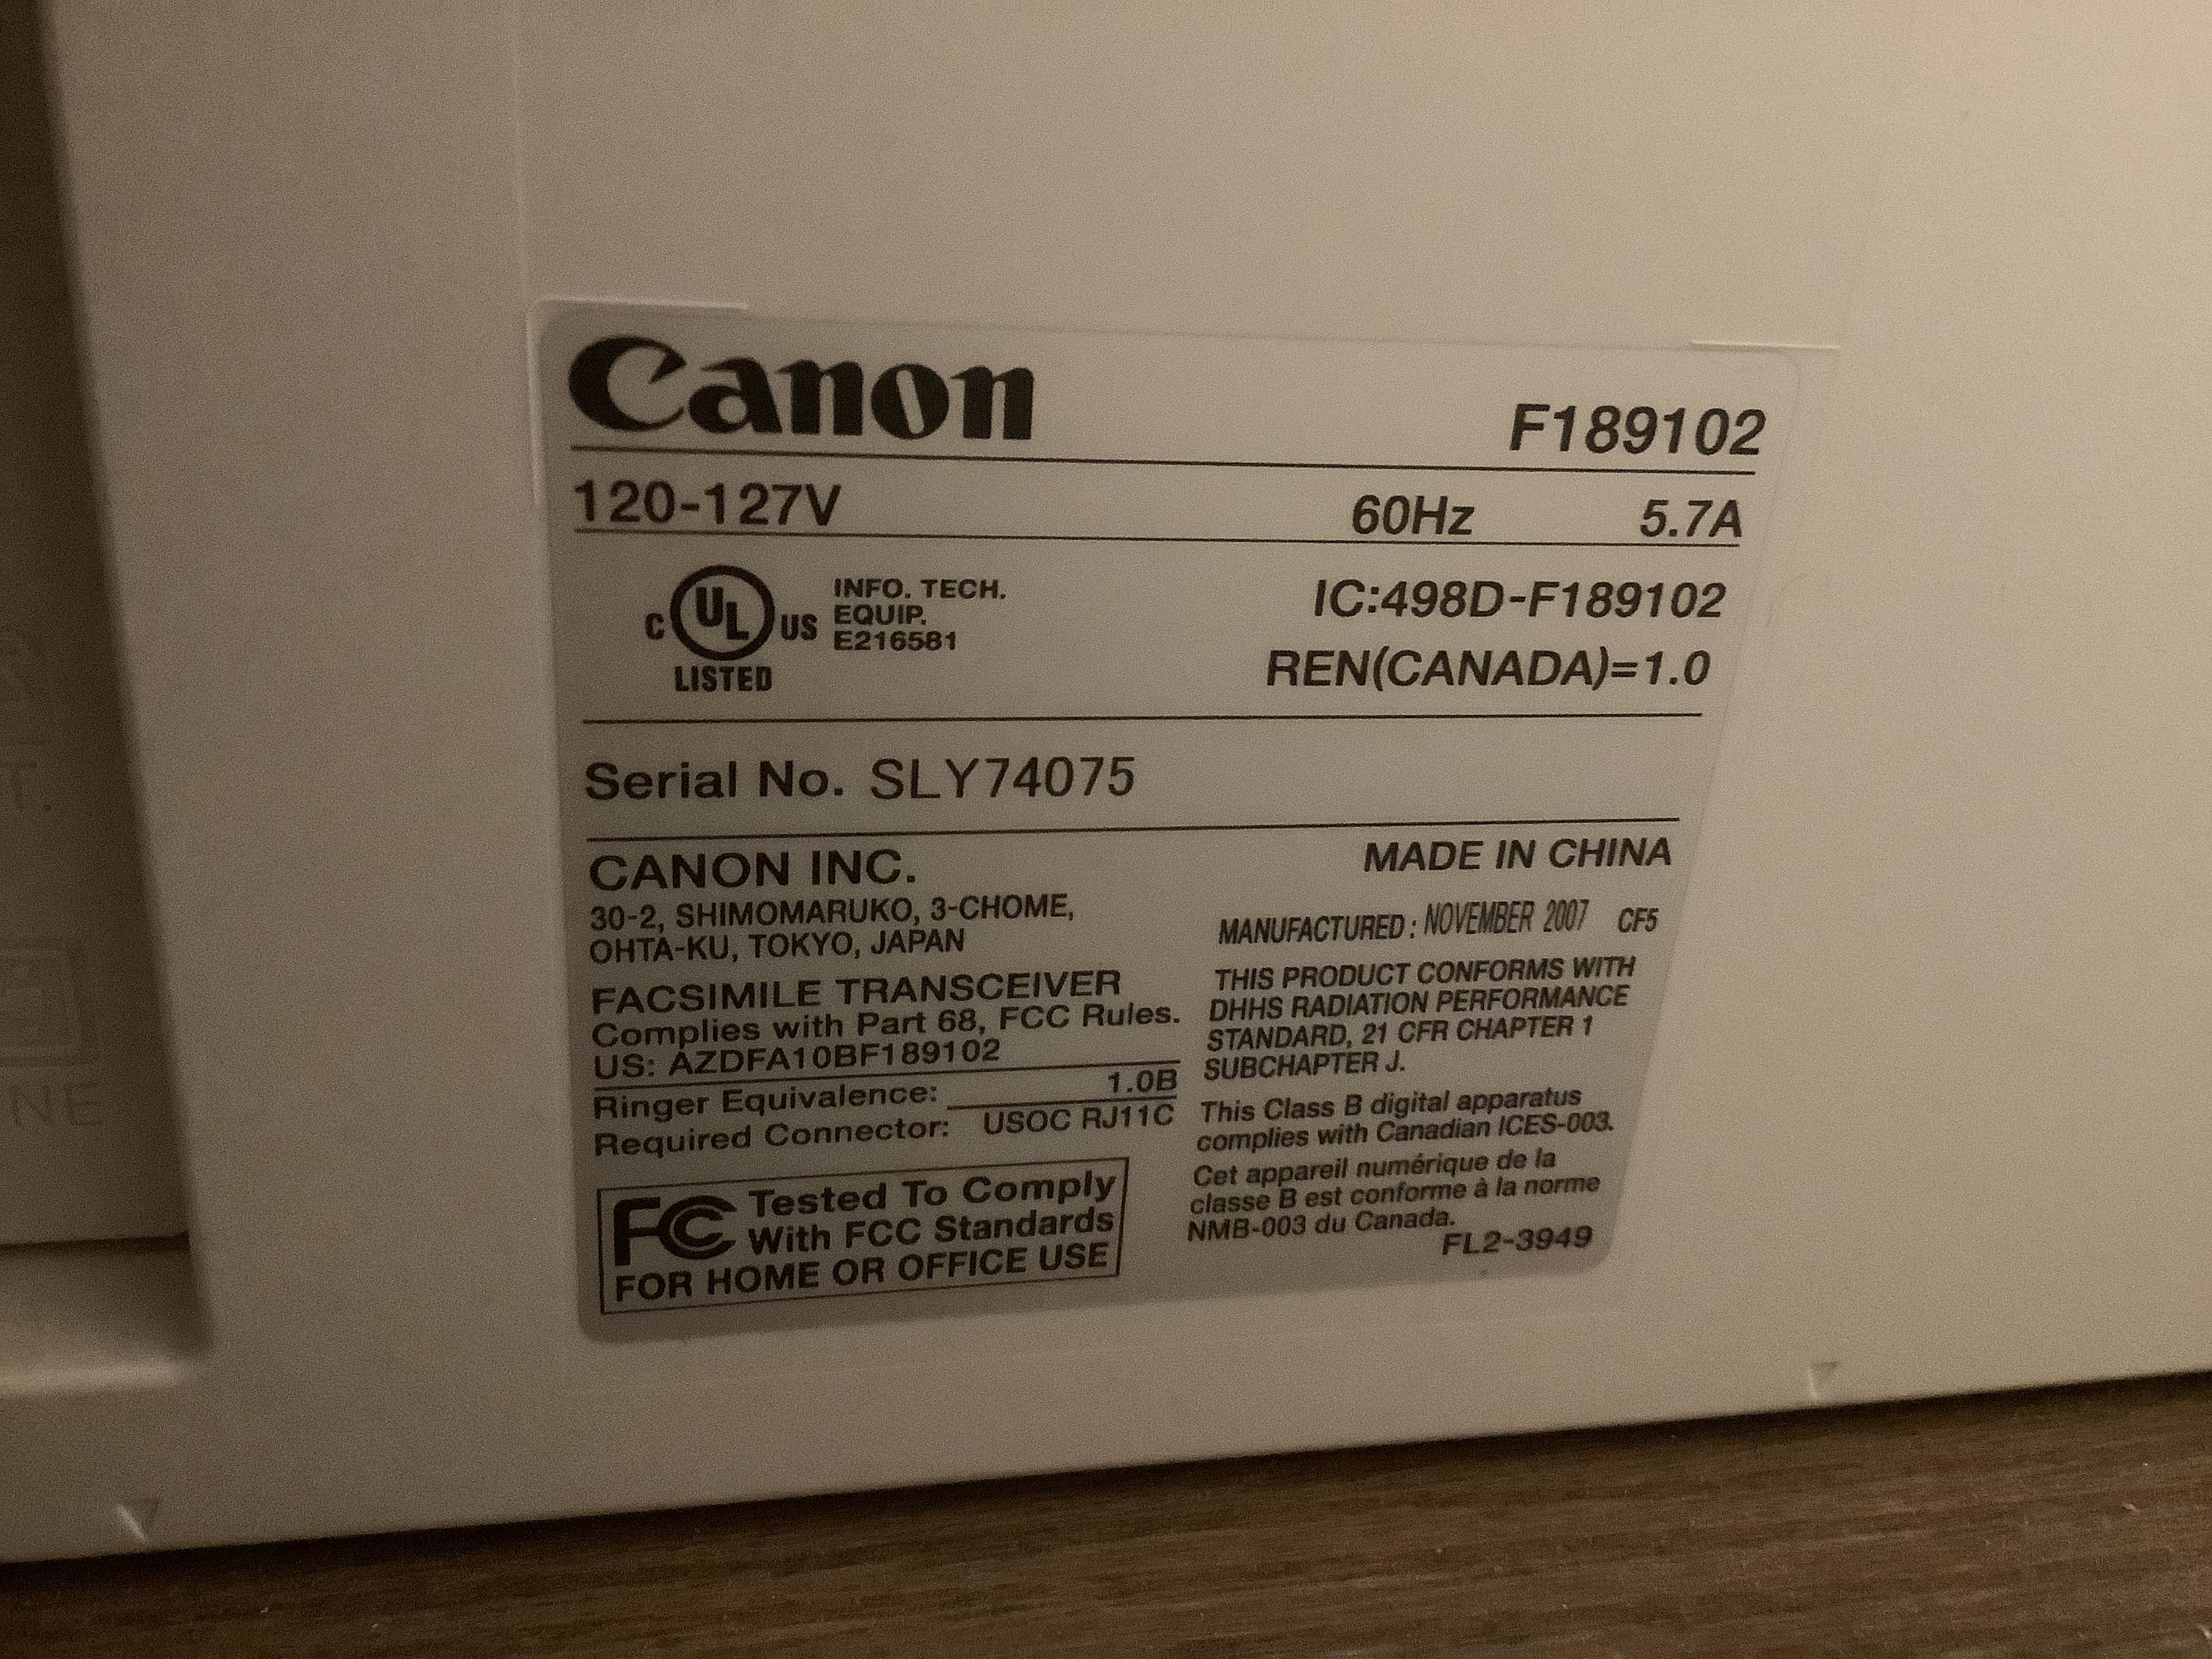 Canon F189102
120-127V 60Hz 5.7A
C UL US LISTED
INFO. TECH.
EQUIP.
E216581
IC:498D-F189102
REN(CANADA)=1.0
Serial No. SLY74075
CANON INC.
30-2, SHIMOMARUKO, 3-CHOME,
OHTA-KU, TOKYO, JAPAN
FACSIMILE TRANSCEIVER
Complies with Part 68, FCC Rules.
US: AZDFA10BF189102
Ringer Equivalence: 1.0B
Required Connector: USOC RJ11C
FC Tested To Comply
With FCC Standards
FOR HOME OR OFFICE USE
MADE IN CHINA
MANUFACTURED: NOVEMBER 2007 CF5
THIS PRODUCT CONFORMS WITH
DHHS RADIATION PERFORMANCE
STANDARD, 21 CFR CHAPTER 1
SUBCHAPTER J.
This Class B digital apparatus
complies with Canadian ICES-003.
Cet appareil numérique de la
classe B est conforme à la norme
NMB-003 du Canada.
FL2-3949